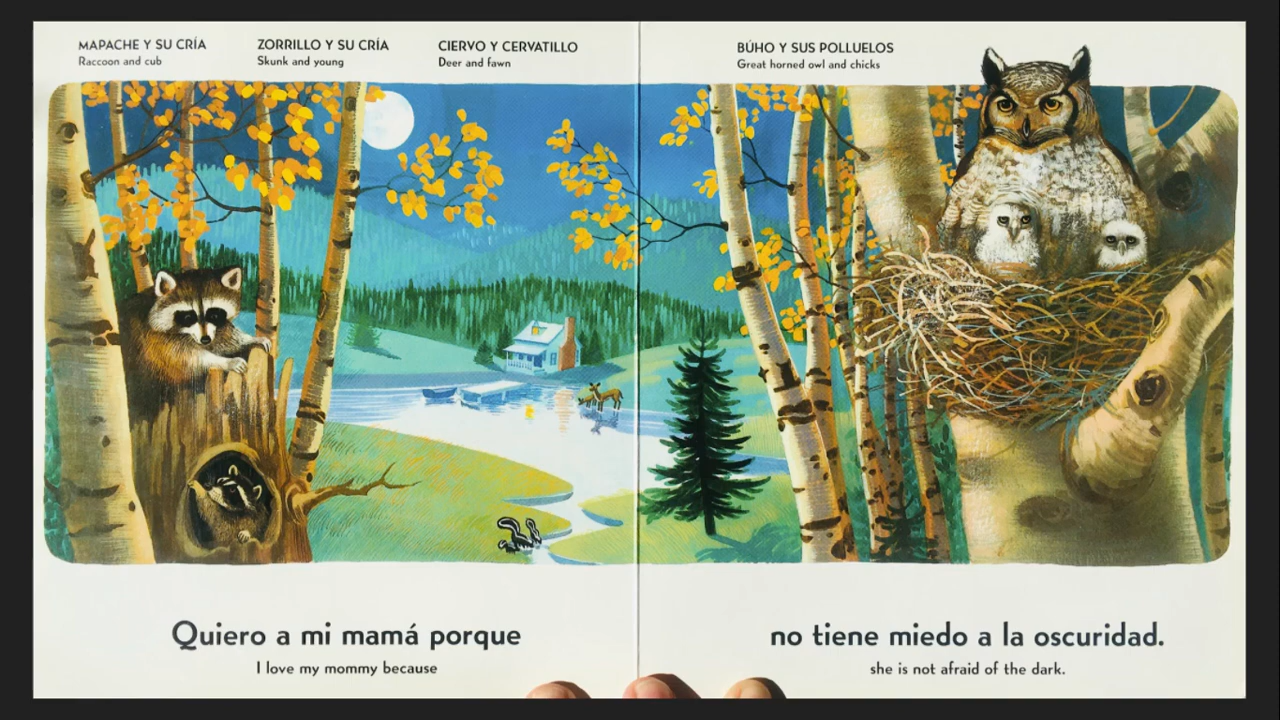 MAPACHE Y SU CRÍA
Raccoon and cub
ZORRILLO Y SU CRÍA
Skunk and young
CIERVO Y CERVATILLO
Deer and fawn
BÚHO Y SUS POLLUELOS
Great horned owl and chicks
Quiero a mi mamá porque
I love my mommy because
no tiene miedo a la oscuridad.
she is not afraid of the dark.